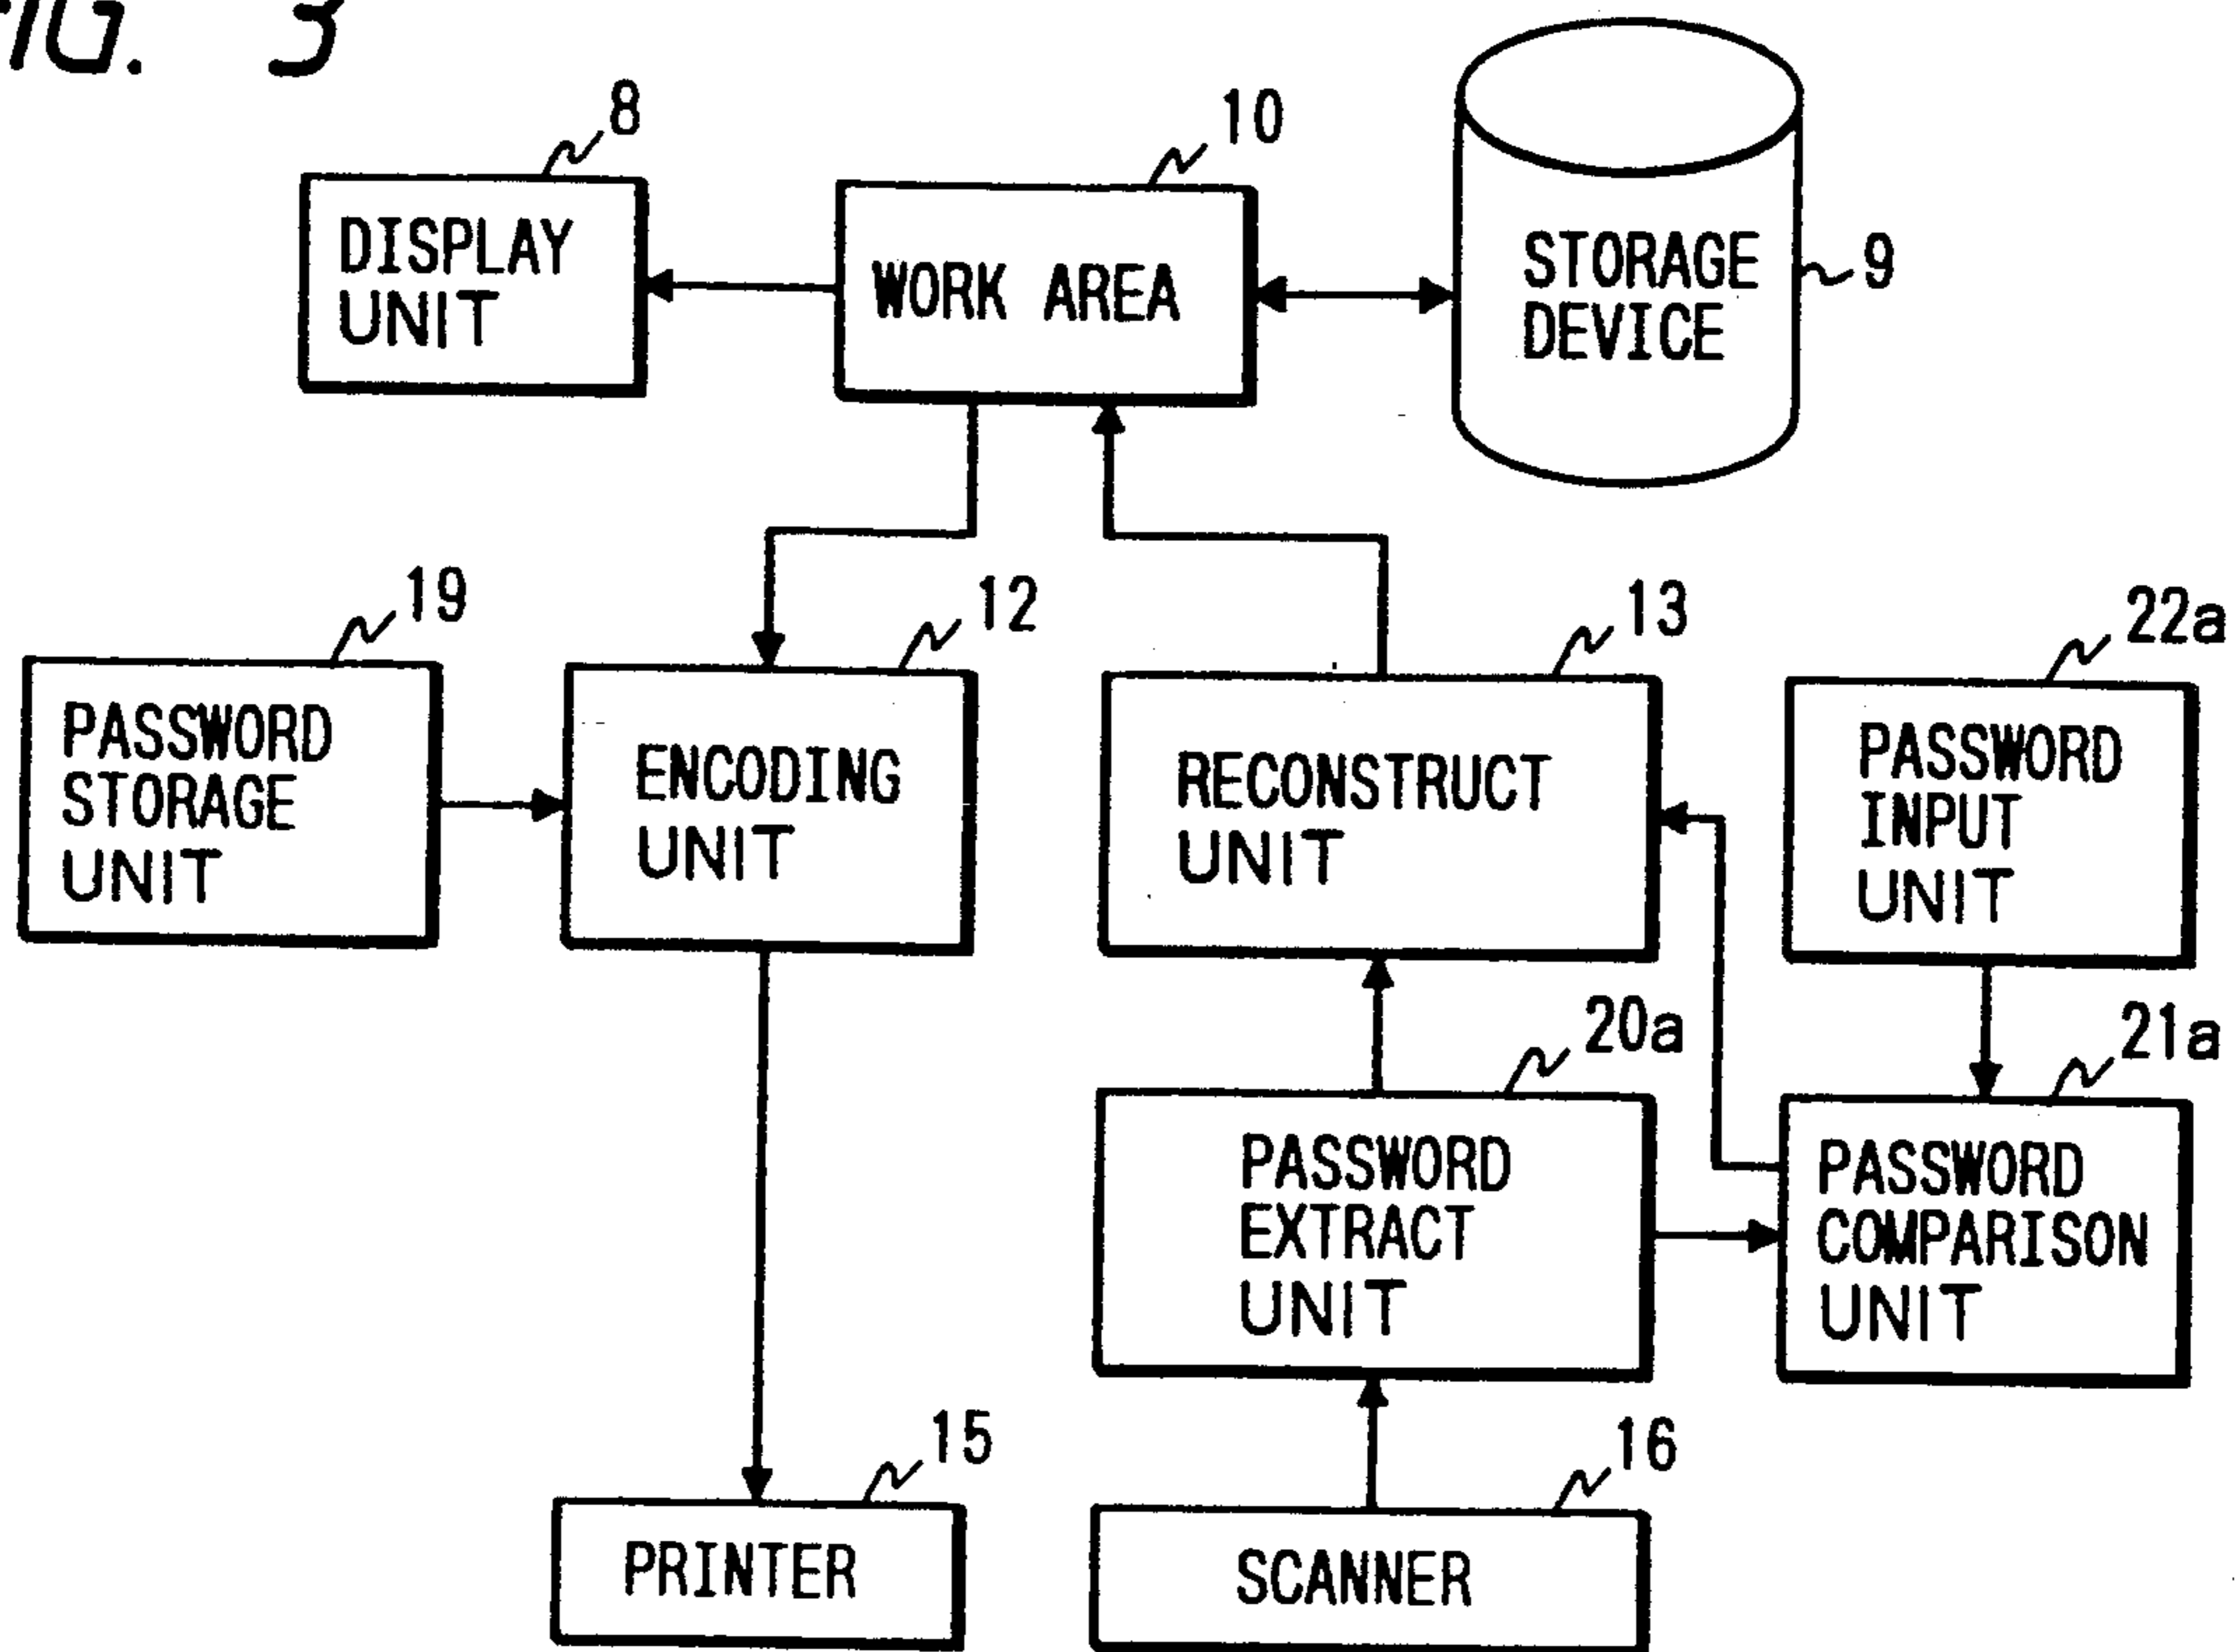 FIG. 3
8
10
DISPLAY
UNIT
WORK AREA
STORAGE
DEVICE
9
19
12
13
22a
PASSWORD
STORAGE
UNIT
ENCODING
UNIT
RECONSTRUCT
UNIT
PASSWORD
INPUT
UNIT
20a
21a
PASSWORD
EXTRACT
UNIT
PASSWORD
COMPARISON
UNIT
15
16
PRINTER
SCANNER